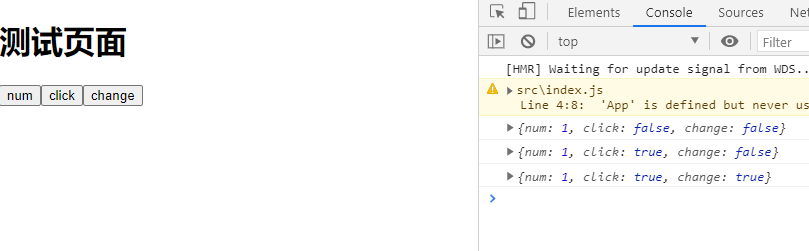 测试页面
num click change
Elements Console Sources Net
top Filter
[HMR] Waiting for update signal from WDS..
src\index.js
Line 4:8: 'App' is defined but never us
{num: 1, click: false, change: false}
{num: 1, click: true, change: false}
{num: 1, click: true, change: true}